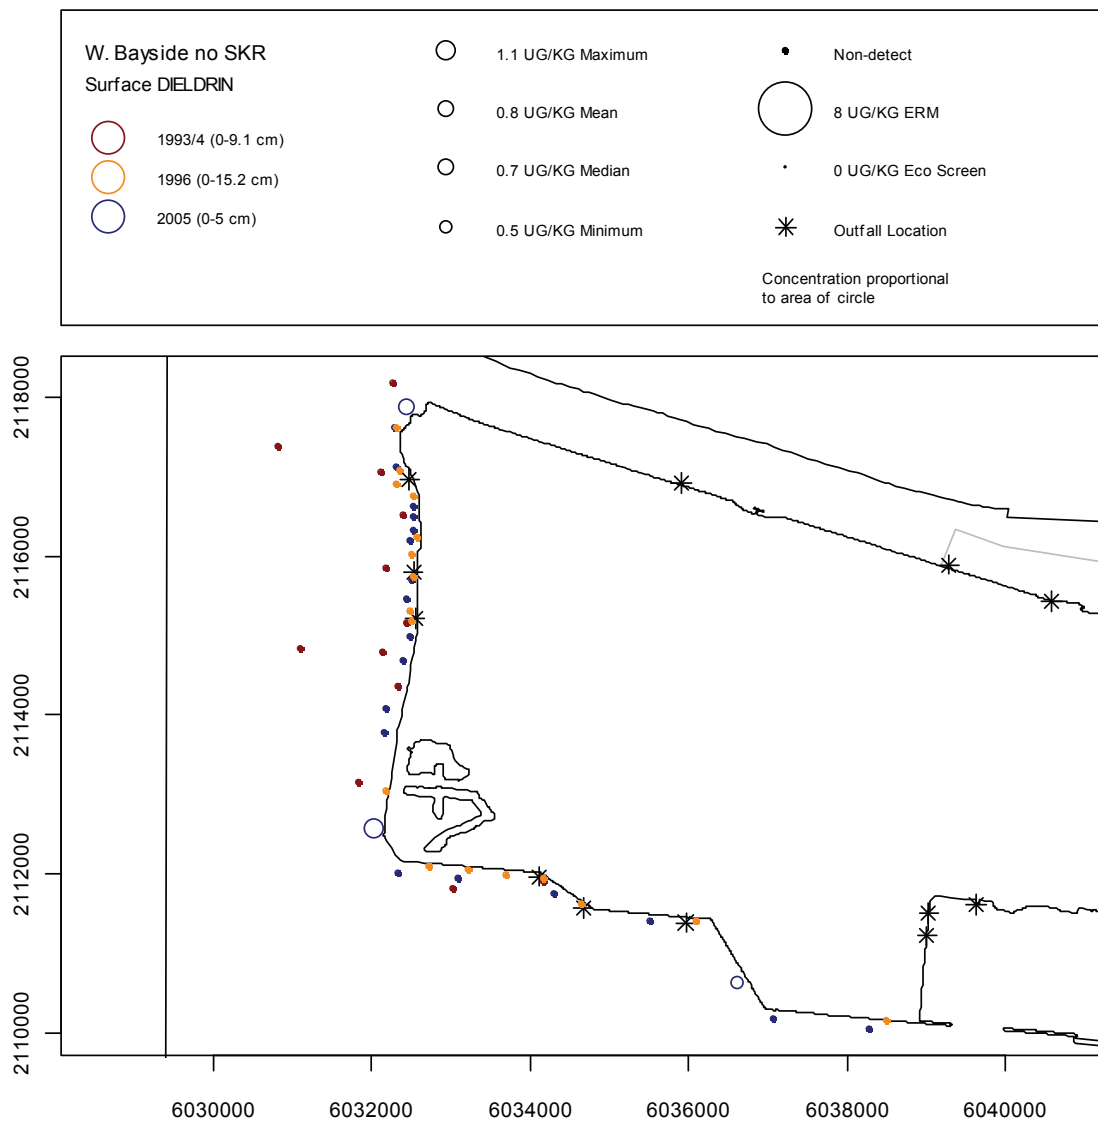 W. Bayside no SKR
Surface DIELDRIN
1993/4 (0-9.1 cm)
1996 (0-15.2 cm)
2005 (0-5 cm)
1.1 UG/KG Maximum
0.8 UG/KG Mean
0.7 UG/KG Median
0.5 UG/KG Minimum
Non-detect
8 UG/KG ERM
0 UG/KG Eco Screen
Outfall Location
Concentration proportional
to area of circle
2118000
2116000
2114000
2112000
2110000
6030000 6032000 6034000 6036000 6038000 6040000